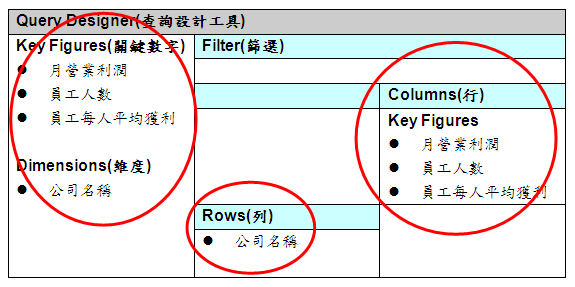 Query Designer(查詢設計工具)
Key Figures(關鍵數字)
● 月營業利潤
● 員工人數
● 員工每人平均獲利
Dimensions(維度)
● 公司名稱
Filter(篩選)
Columns(行)
Key Figures
● 月營業利潤
● 員工人數
● 員工每人平均獲利
Rows(列)
● 公司名稱